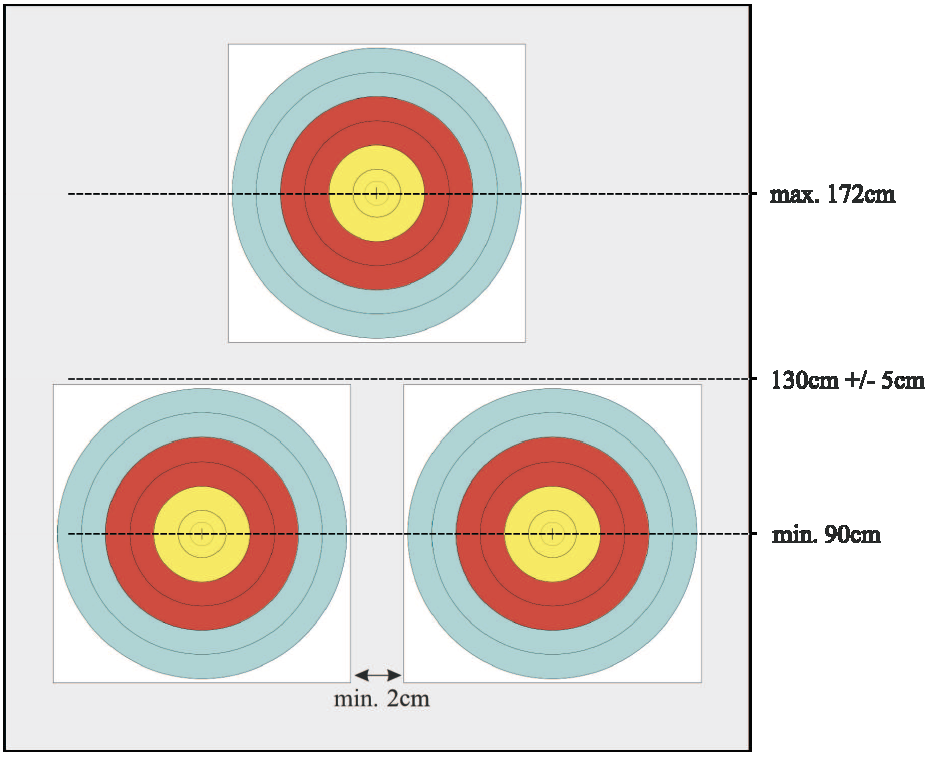 max. 172cm
130cm +/- 5cm
min. 90cm
min. 2cm